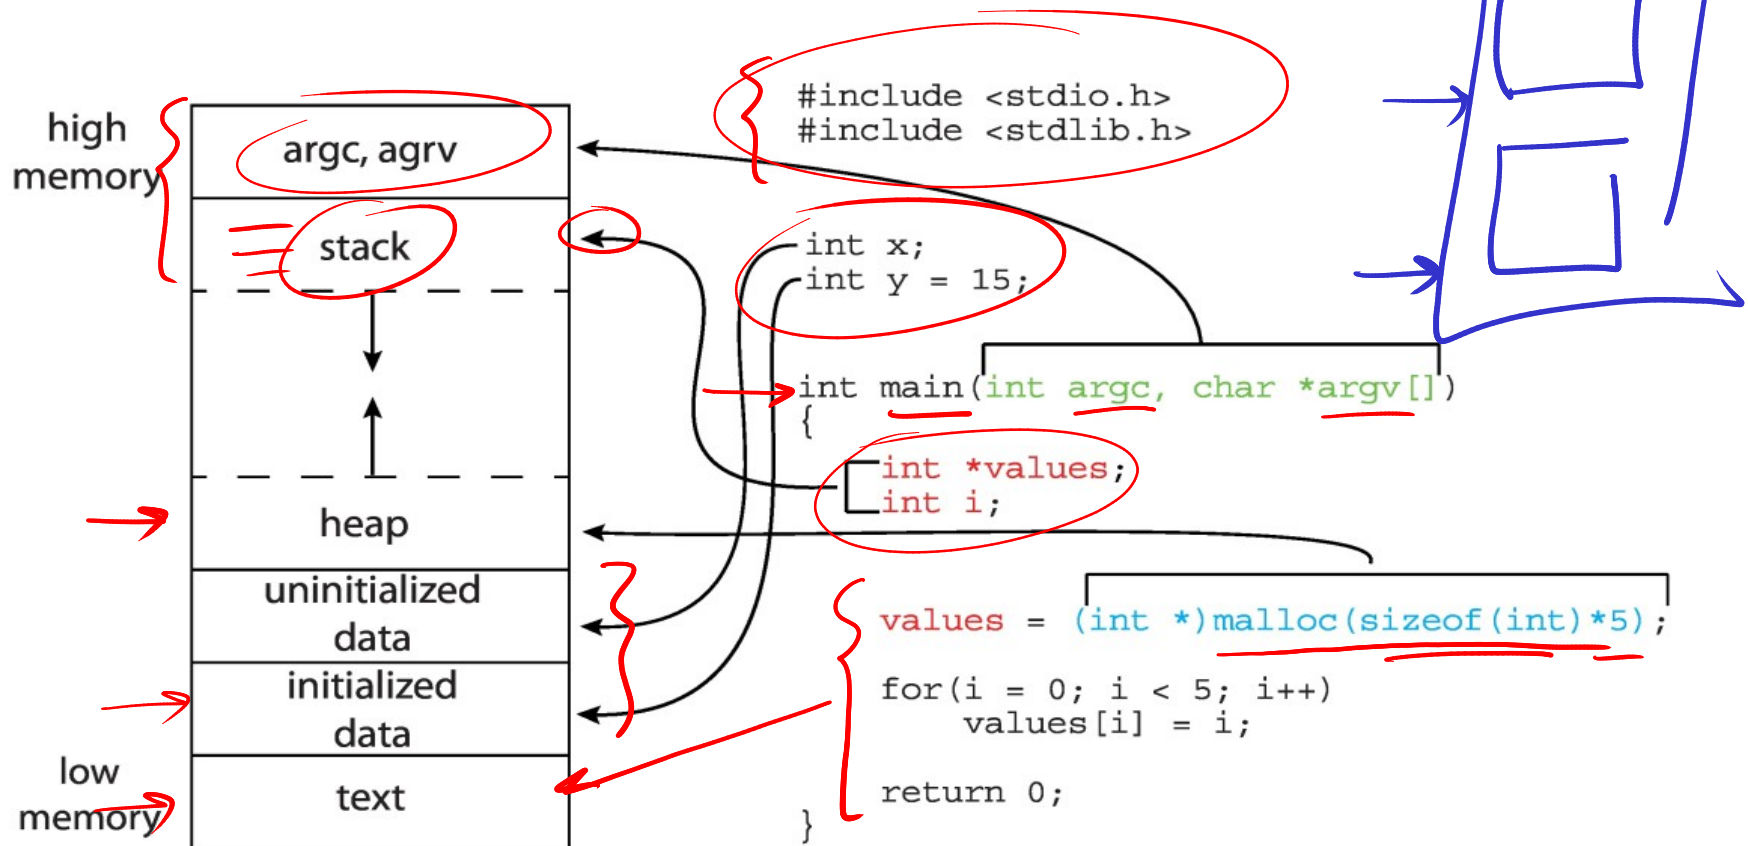 high
memory
argc, agrv
stack
heap
uninitialized
data
initialized
data
low
memory
text
#include <stdio.h>
#include <stdlib.h>
int x;
int y = 15;
int main(int argc, char *argv[])
{
int *values;
int i;
values = (int *)malloc(sizeof(int)*5);
for(i = 0; i < 5; i++)
values[i] = i;
return 0;
}